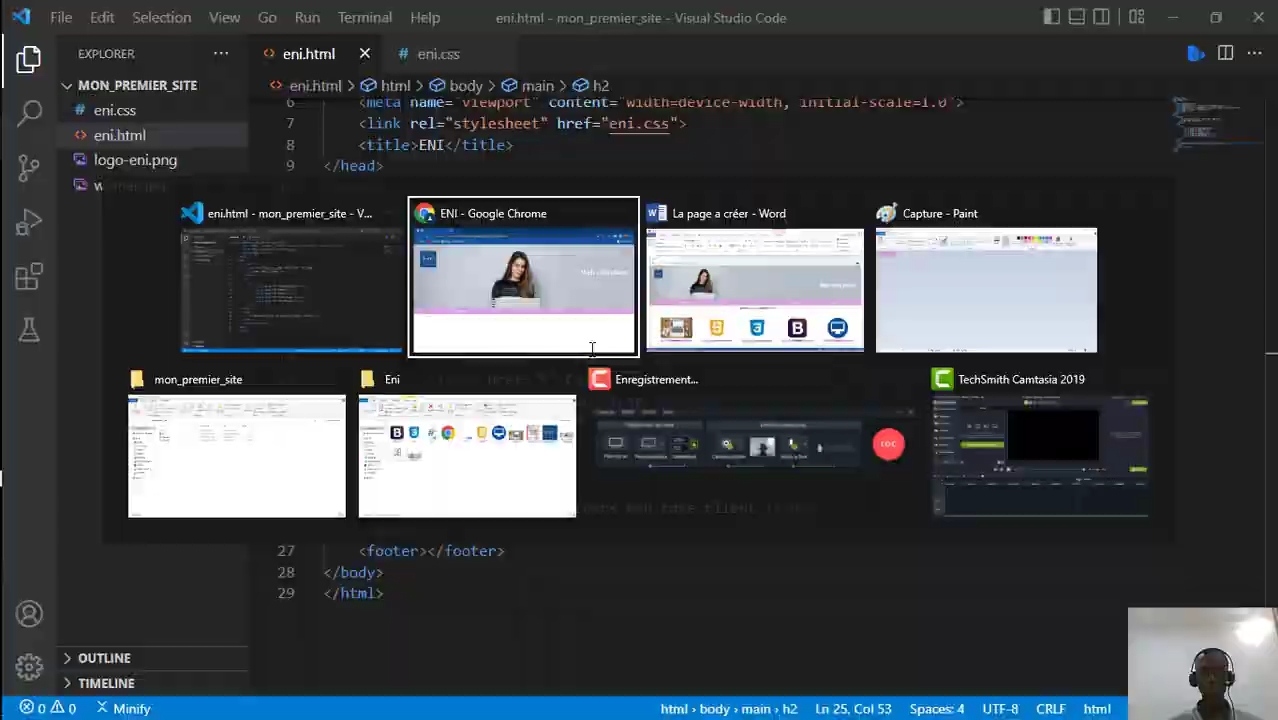 File Edit Selection View Go Run Terminal Help eni.html - mon_premier_site - Visual Studio Code
EXPLORER ··· eni.html # eni.css
MON_PREMIER_SITE eni.html > html > body > main > h2
# eni.css
eni.html
logo-eni.png
6 <meta name="viewport" content="width=device-width, initial-scale=1.0">
7 <link rel="stylesheet" href="eni.css">
8 <title>ENI</title>
9 </head>
eni.html - mon_premier_site - V...
ENI - Google Chrome
La page a créer - Word
Capture - Paint
mon_premier_site
Eni
Enregistrement...
TechSmith Camtasia 2019
27 <footer></footer>
28 </body>
29 </html>
OUTLINE
TIMELINE
0 0 Minify html > body > main > h2 Ln 25, Col 53 Spaces: 4 UTF-8 CRLF html